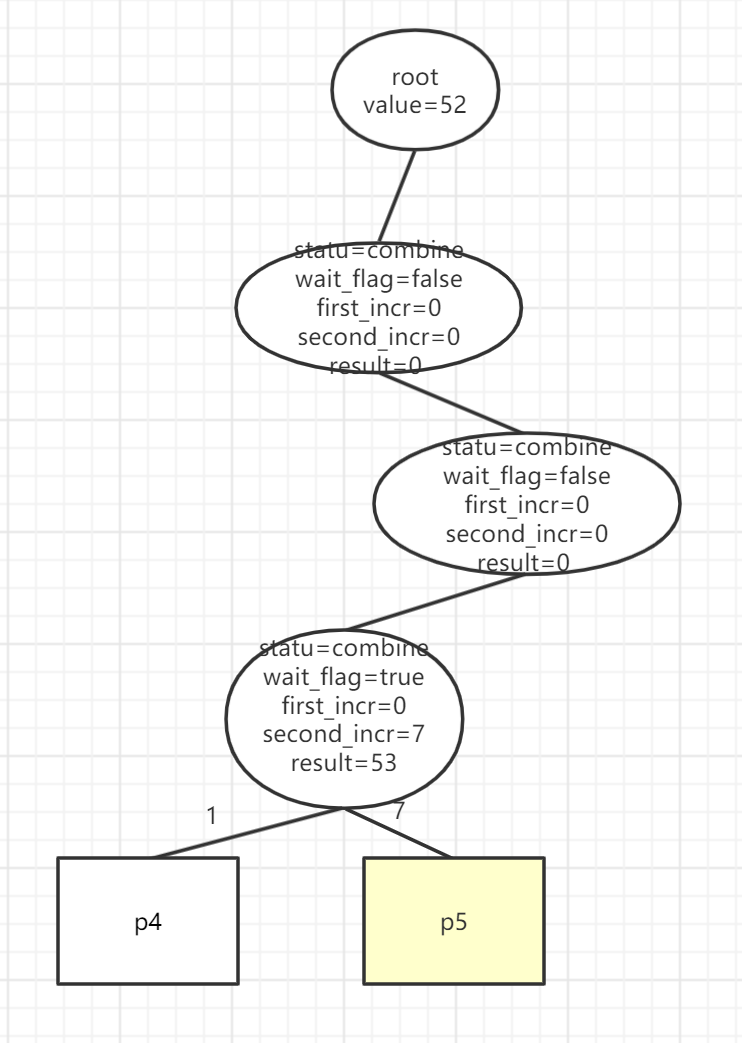 root
value=52
statu=combine
wait_flag=false
first_incr=0
second_incr=0
result=0
statu=combine
wait_flag=false
first_incr=0
second_incr=0
result=0
statu=combine
wait_flag=true
first_incr=0
second_incr=7
result=53
1
7
p4
p5